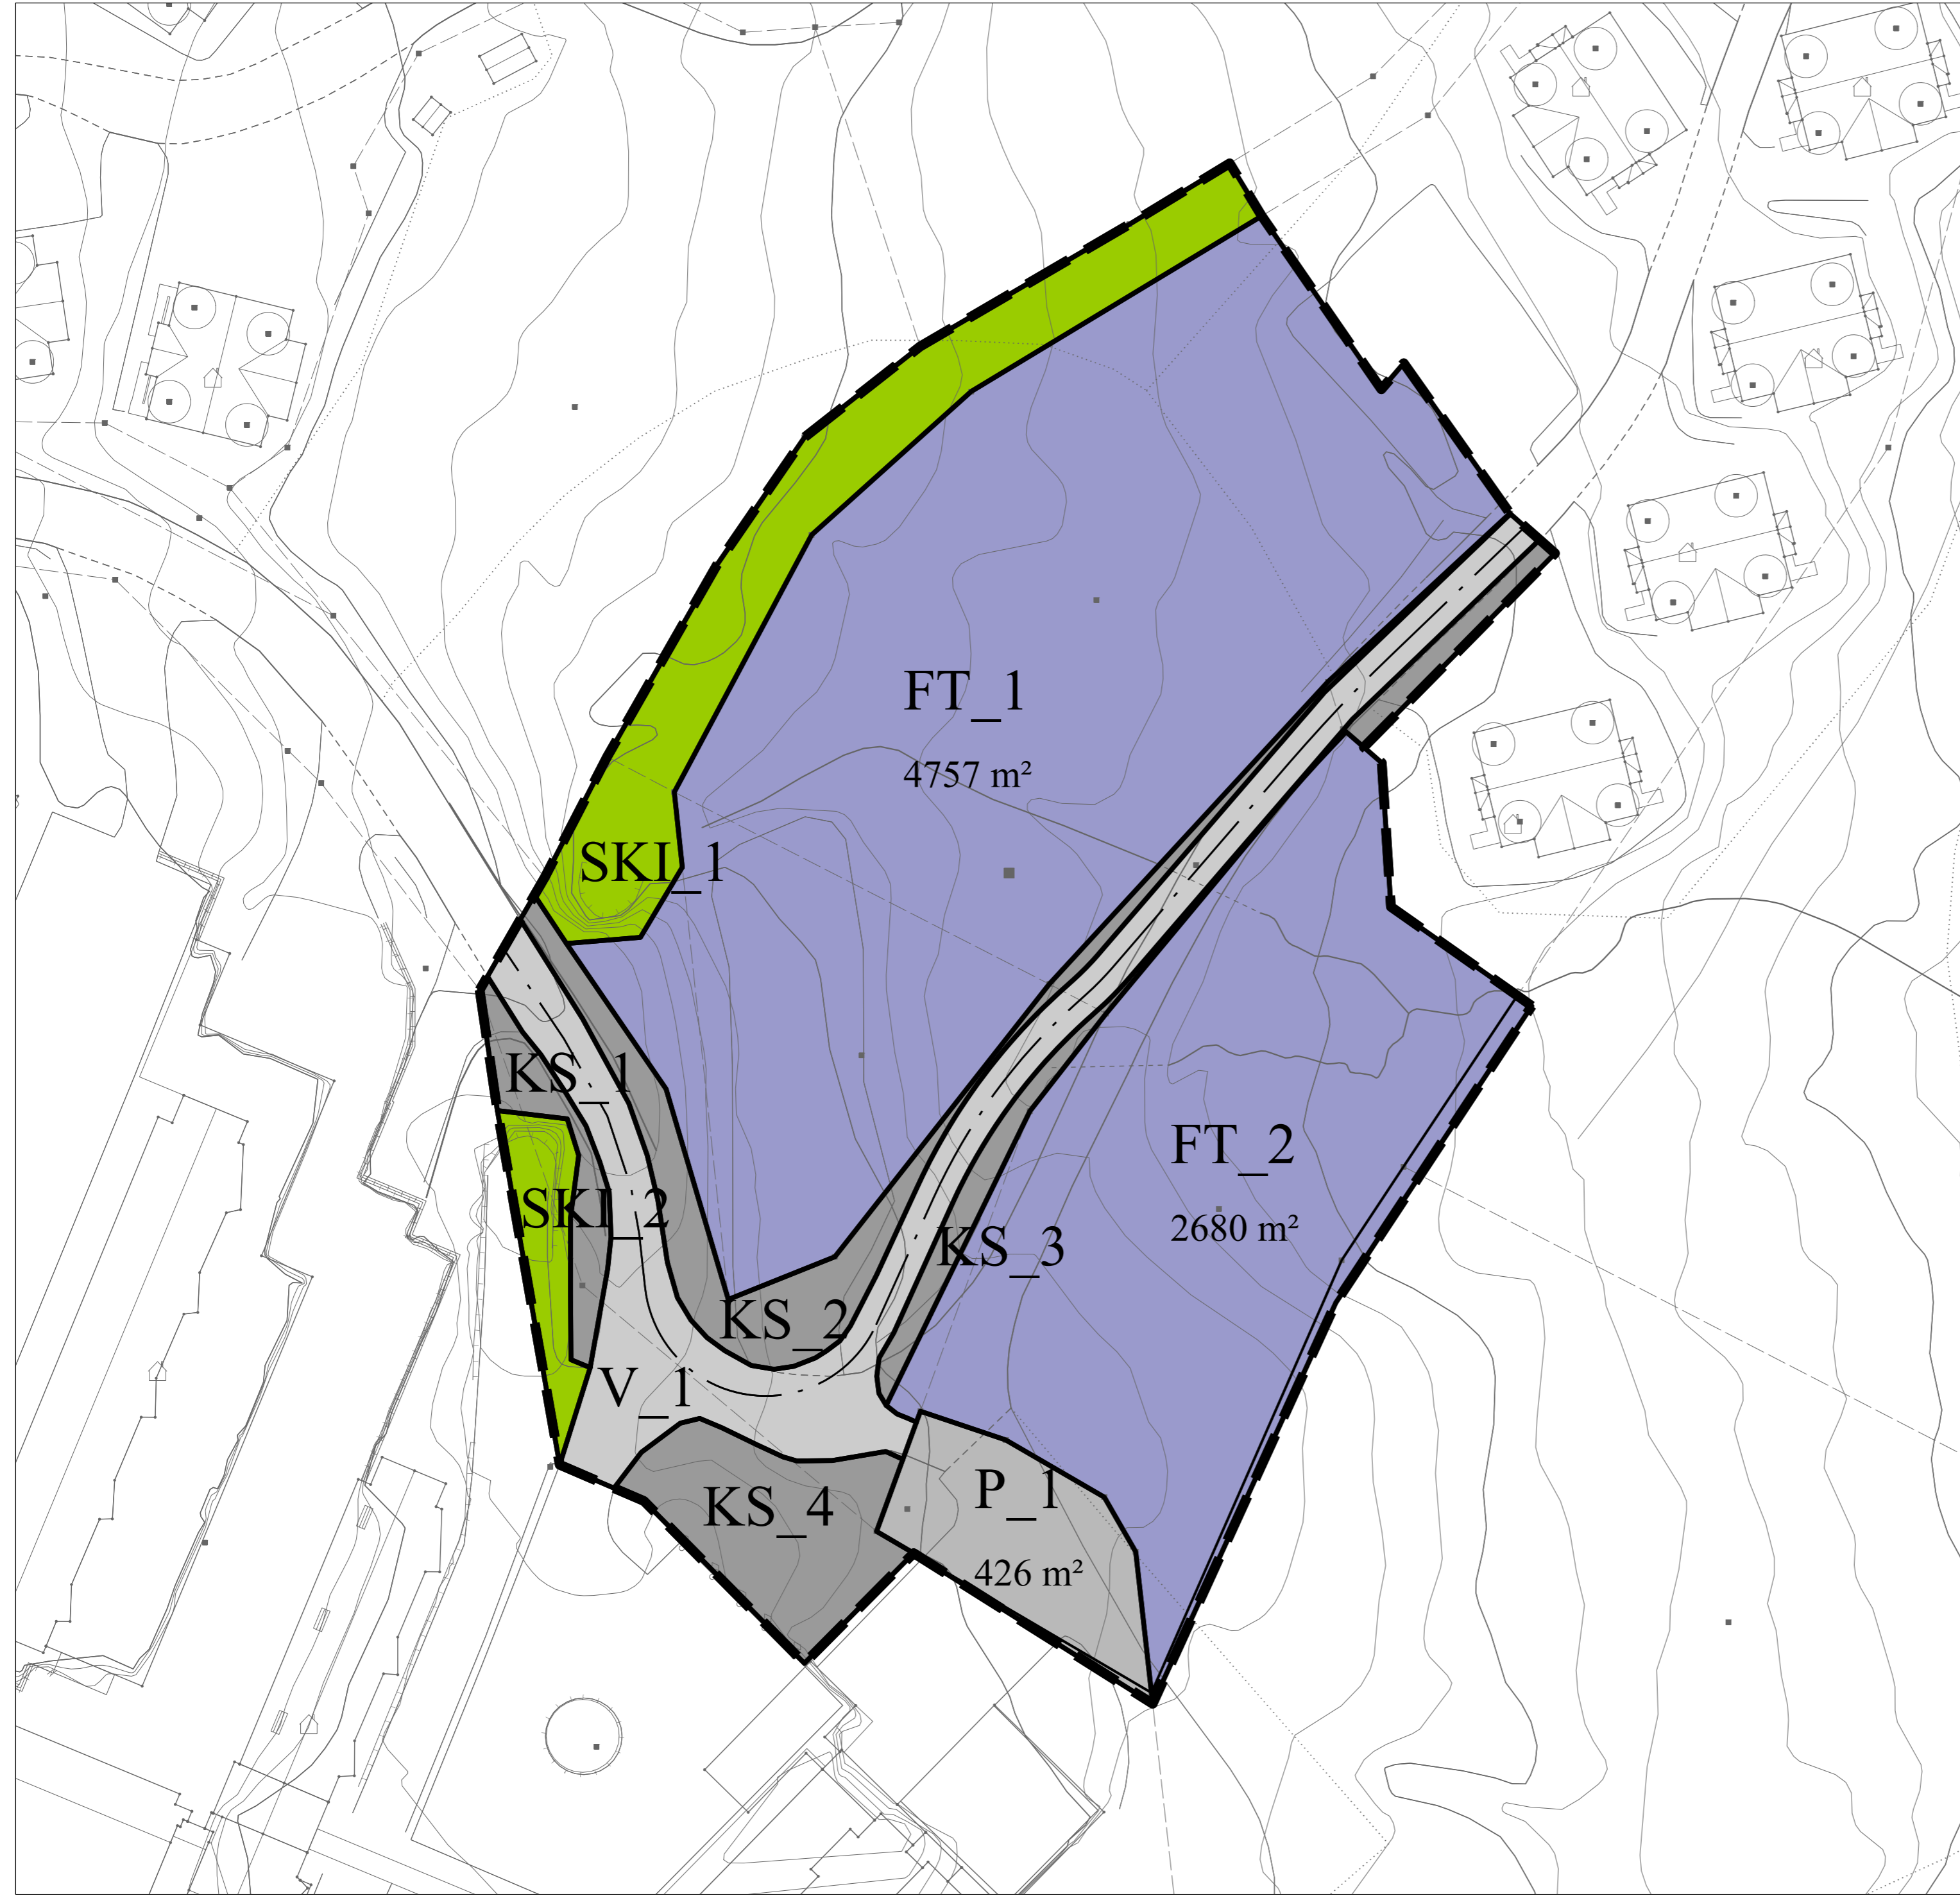 FT_1
4757 m²
SKI_1
KS_1
FT_2
2680 m²
SKI_2
KS_3
KS_2
V_1
P_1
KS_4
426 m²